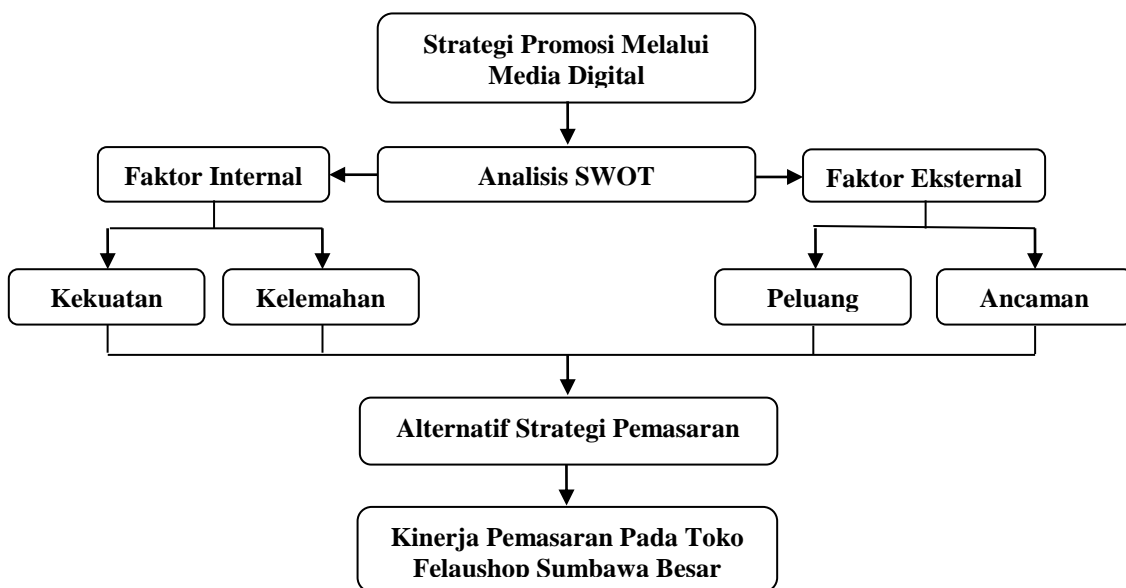 Strategi Promosi Melalui
Media Digital
Faktor Internal
Analisis SWOT
Faktor Eksternal
Kekuatan
Kelemahan
Peluang
Ancaman
Alternatif Strategi Pemasaran
Kinerja Pemasaran Pada Toko
Felaushop Sumbawa Besar